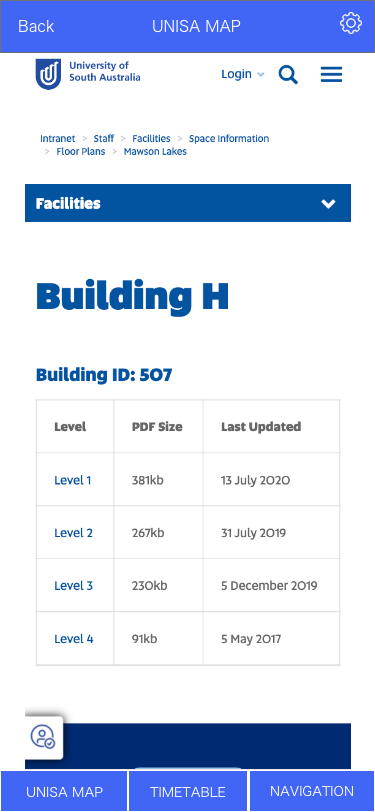 Back UNISA MAP
University of
South Australia
Login
Intranet > Staff > Facilities > Space Information
> Floor Plans > Mawson Lakes
Facilities
Building H
Building ID: 507
Level PDF Size Last Updated
Level 1 381kb 13 July 2020
Level 2 267kb 31 July 2019
Level 3 230kb 5 December 2019
Level 4 91kb 5 May 2017
UNISA MAP TIMETABLE NAVIGATION